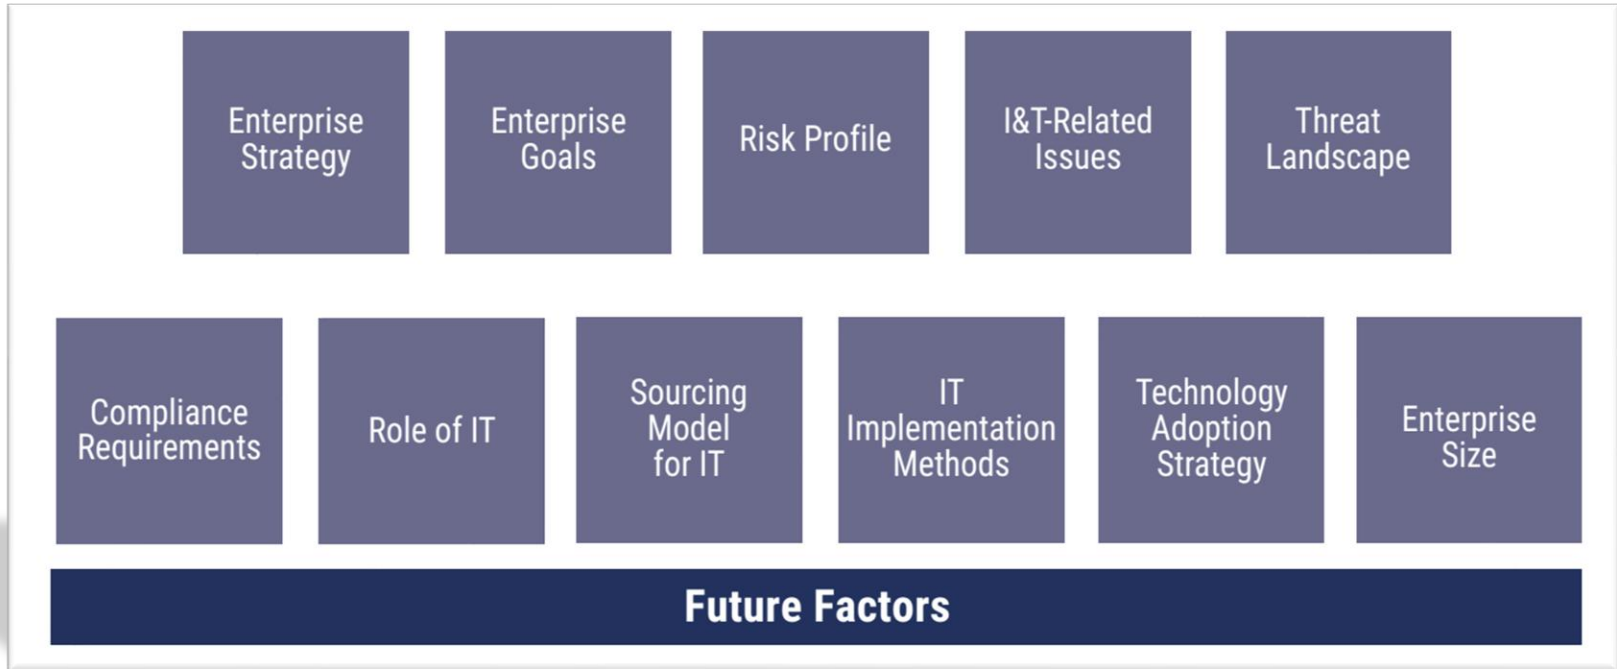 Enterprise
Strategy
Enterprise
Goals
Risk Profile
I&T-Related
Issues
Threat
Landscape
Compliance
Requirements
Role of IT
Sourcing
Model
for IT
IT
Implementation
Methods
Technology
Adoption
Strategy
Enterprise
Size
Future Factors